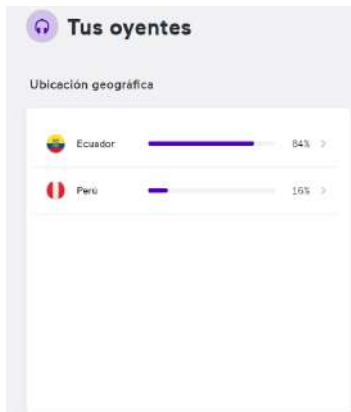 Tus oyentes
Ubicación geográfica
Ecuador 84%
Perú 16%